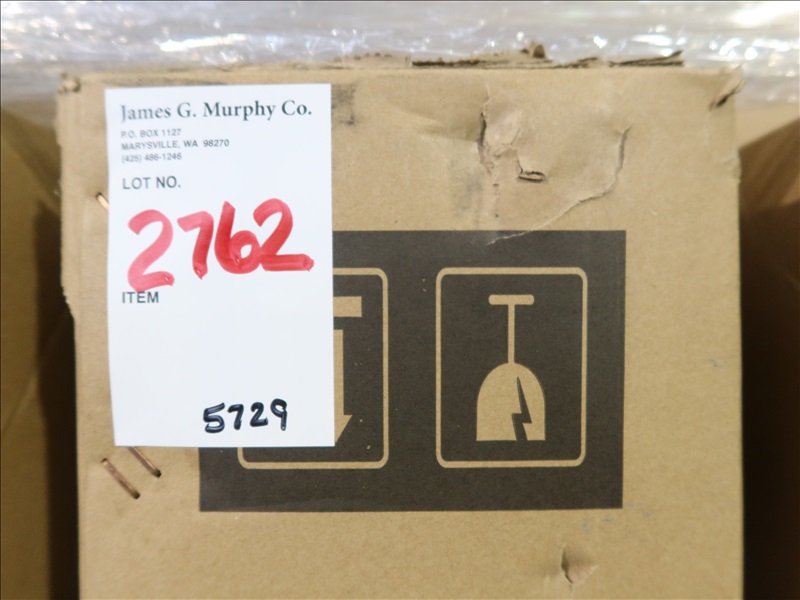 James G. Murphy Co.
P.O. BOX 1127
MARYSVILLE, WA 98270
(425) 486-1246
LOT NO.
2762
ITEM
5729